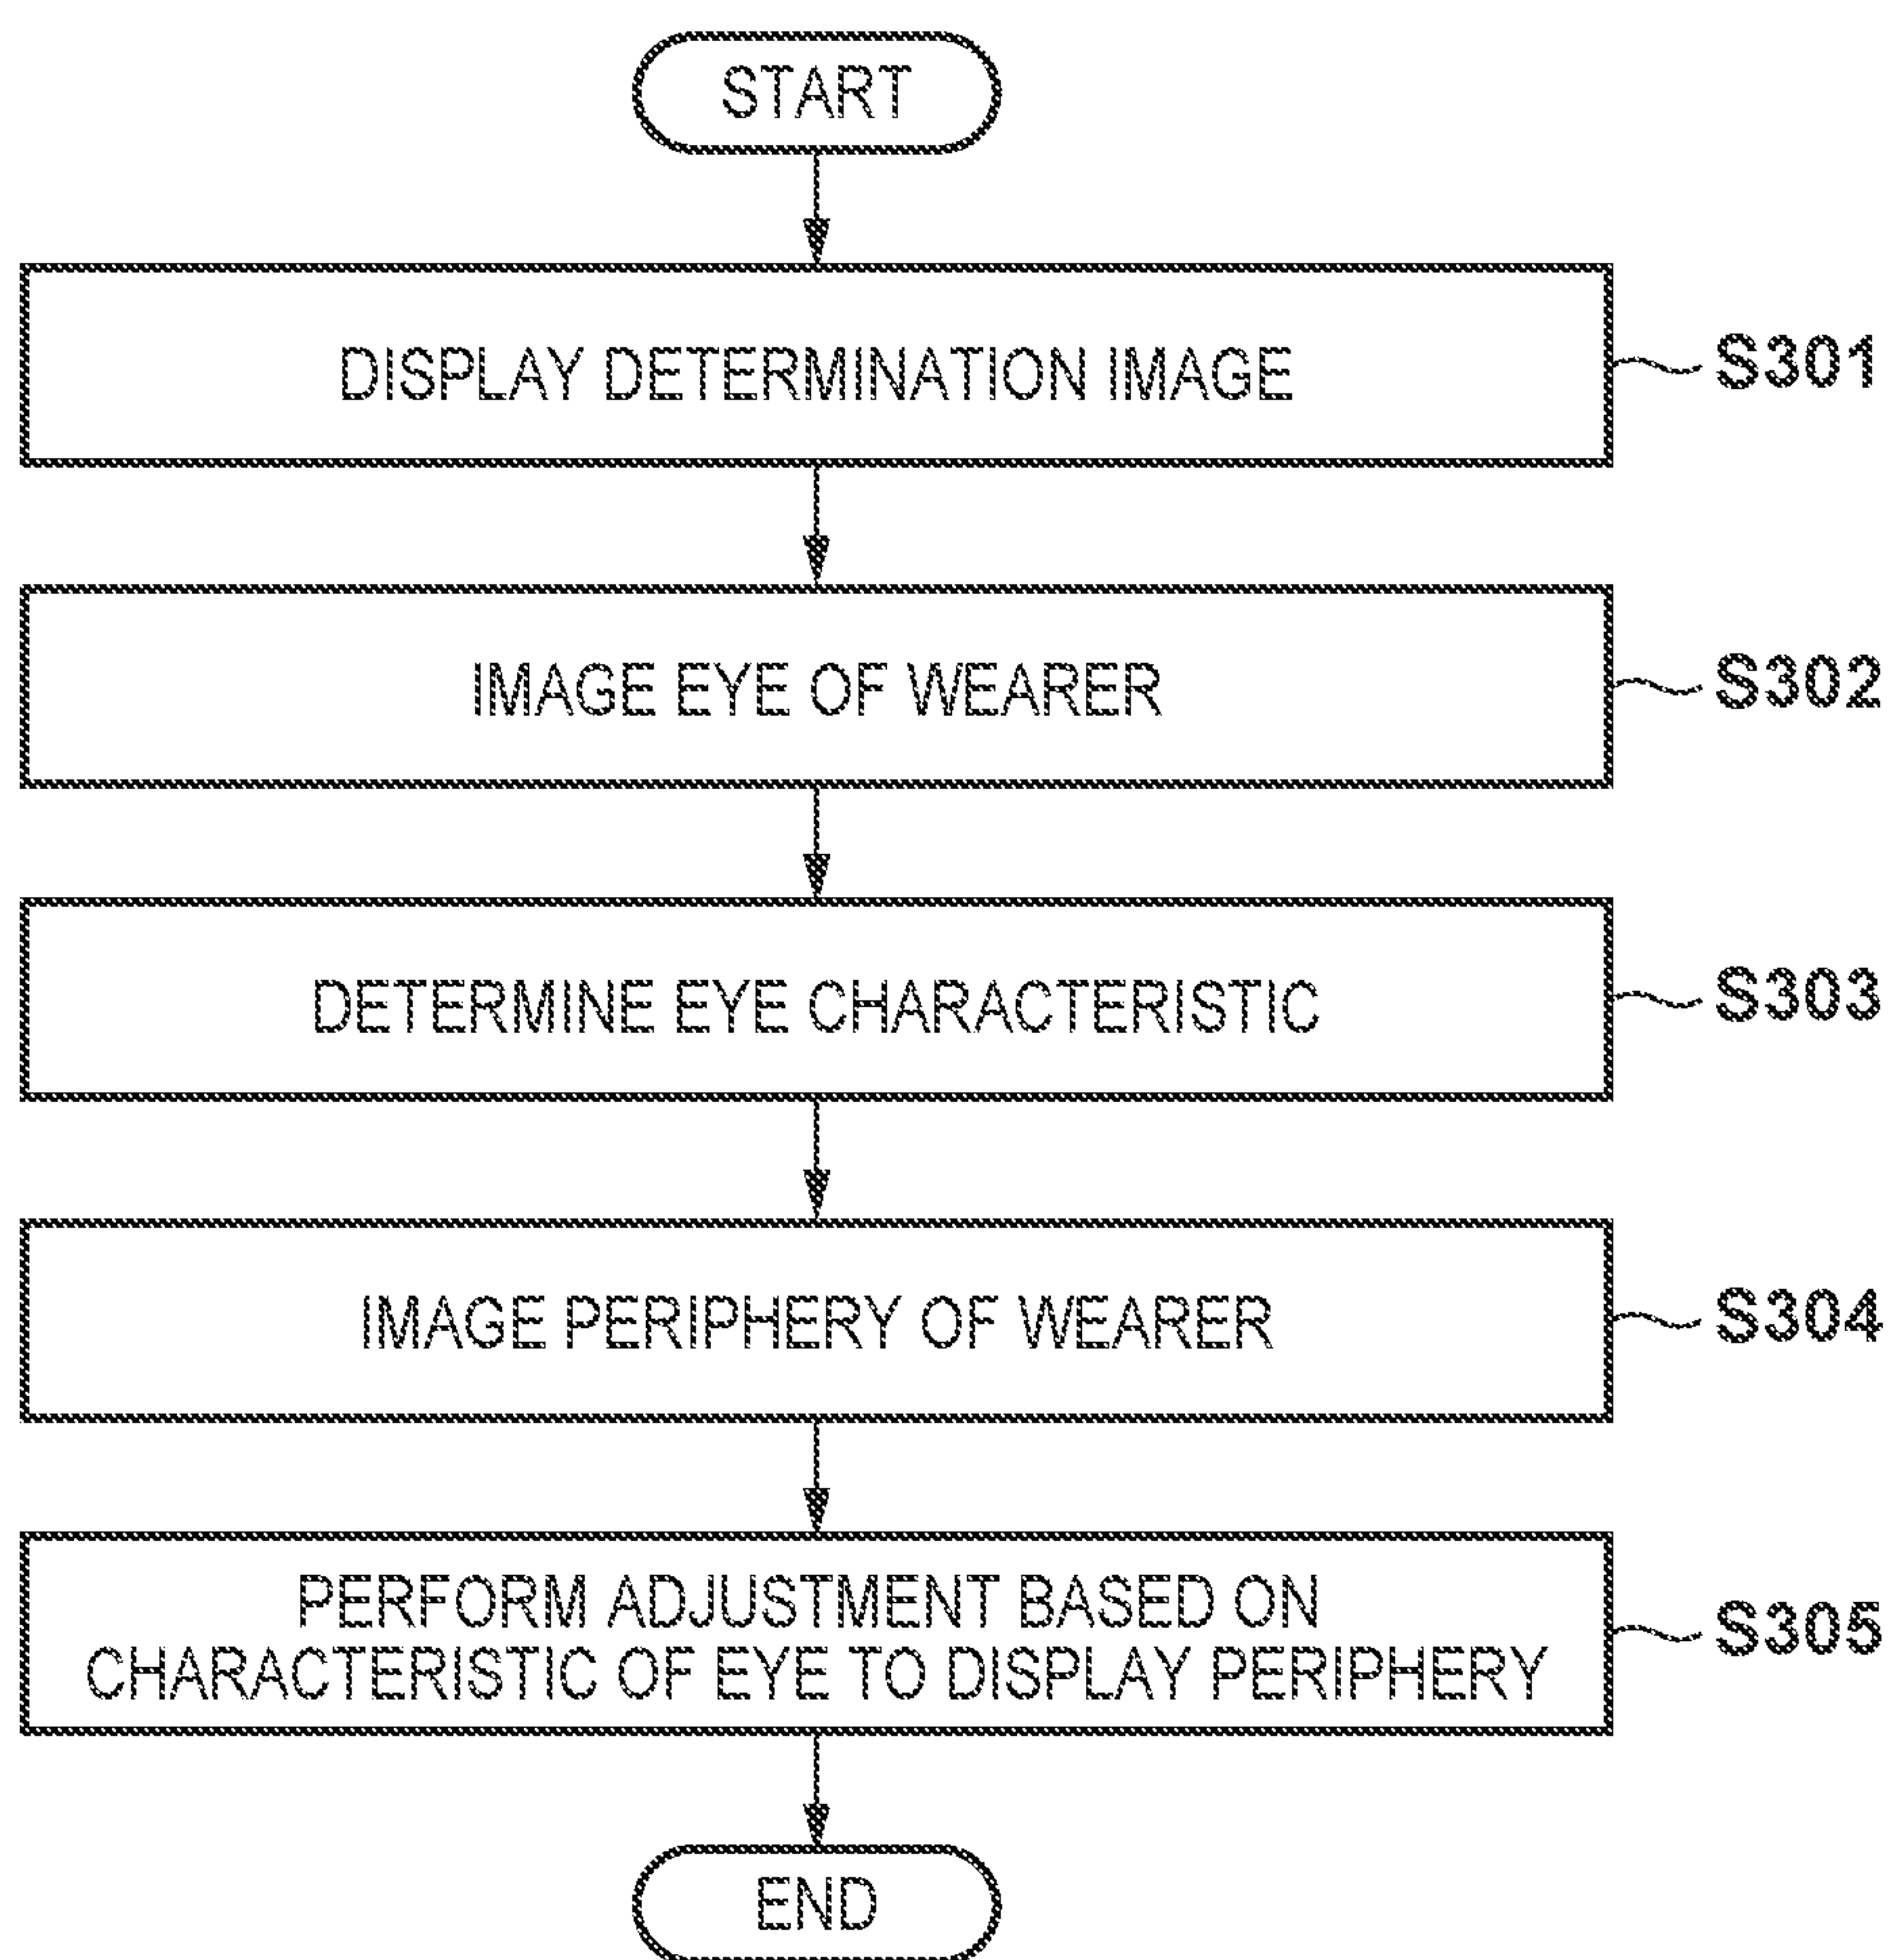 START
DISPLAY DETERMINATION IMAGE
S301
IMAGE EYE OF WEARER
S302
DETERMINE EYE CHARACTERISTIC
S303
IMAGE PERIPHERY OF WEARER
S304
PERFORM ADJUSTMENT BASED ON
CHARACTERISTIC OF EYE TO DISPLAY PERIPHERY
S305
END